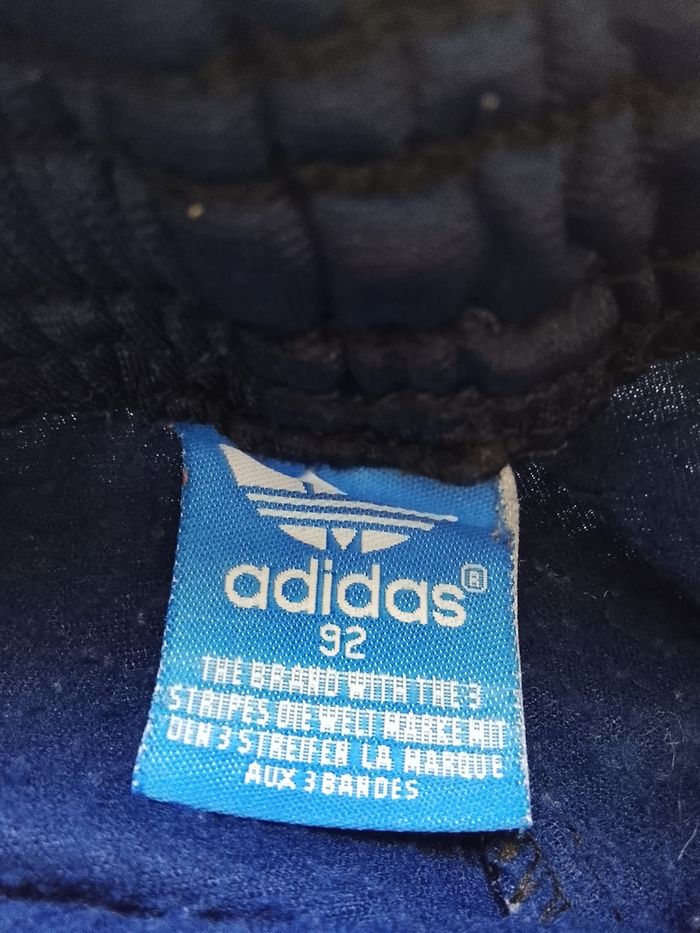 adidas®
92
THE BRAND WITH THE 3
STRIPES DIE WELT MARKE MIT
DEN 3 STREIFEN LA MARQUE
AUX 3 BANDES